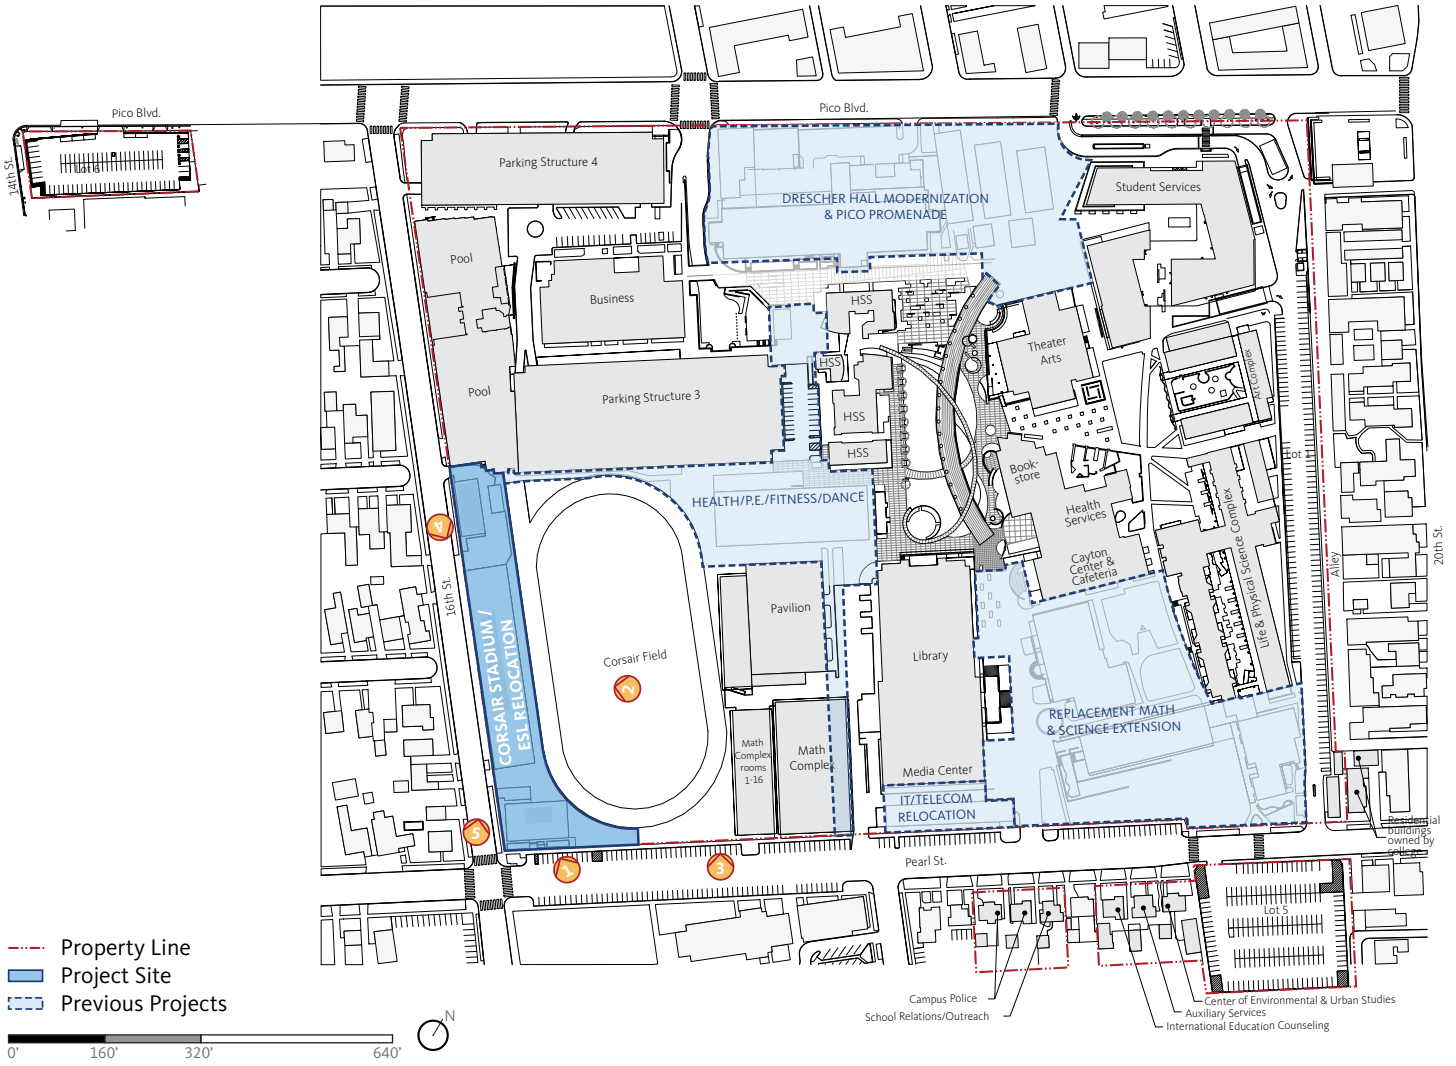 Pico Blvd.
Pico Blvd.
14th St.
Lot 6
Parking Structure 4
Student Services
DRESCHER HALL MODERNIZATION
& PICO PROMENADE
Pool
Business
HSS
Theater
Arts
HSS
Art Complex
Pool
Parking Structure 3
HSS
HSS
Lot 1
Book-
store
HEALTH/P.E./FITNESS/DANCE
Health
Services
4
20th St.
Alley
Cayton
Center &
Cafeteria
Life & Physical Science Complex
16th St.
Pavilion
CORSAIR STADIUM /
ESL RELOCATION
Corsair Field
2
Library
REPLACEMENT MATH
& SCIENCE EXTENSION
Math
Complex
rooms
1-16
Math
Complex
Media Center
IT/TELECOM
RELOCATION
5
Residential
buildings
owned by
college
1
3
Pearl St.
Lot 5
Property Line
Project Site
Previous Projects
Campus Police
School Relations/Outreach
Center of Environmental & Urban Studies
Auxiliary Services
International Education Counseling
N
0'
160'
320'
640'